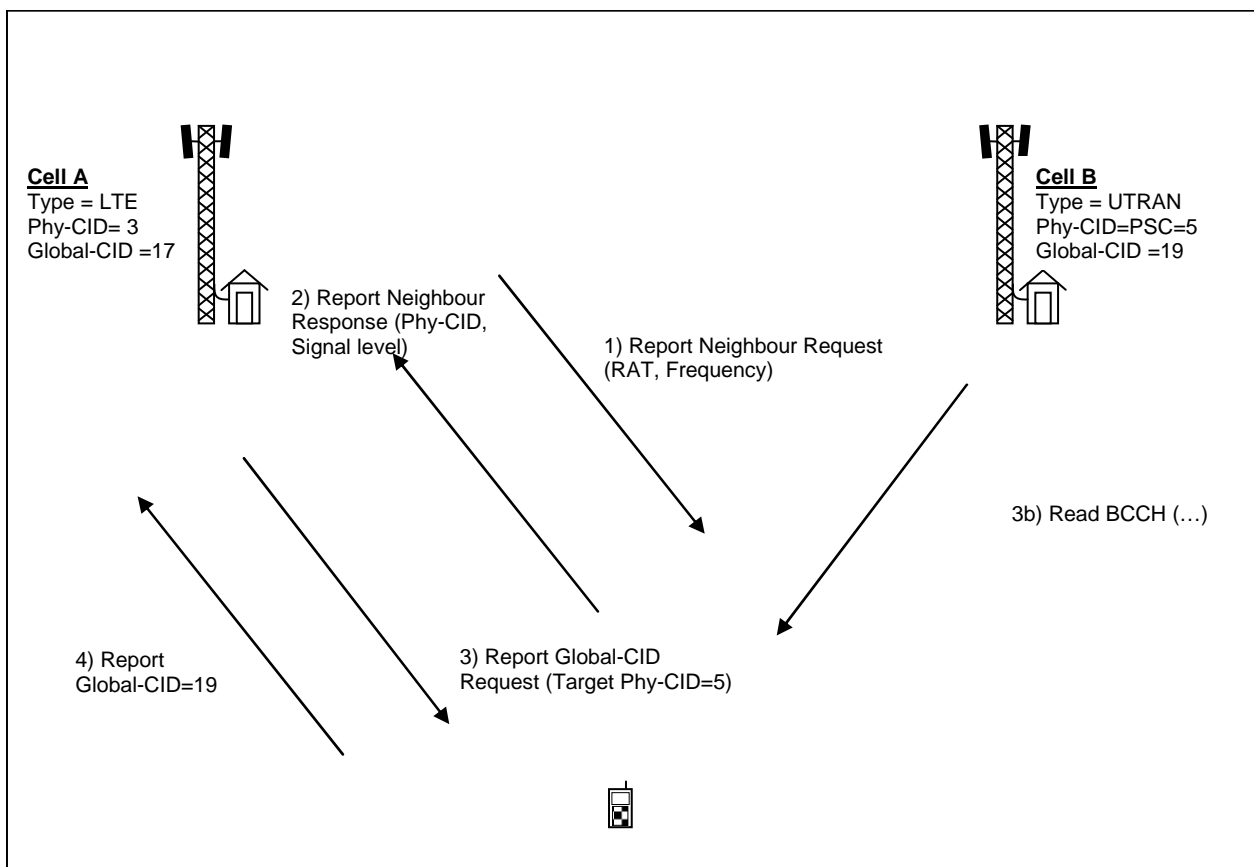 Cell A
Type = LTE
Phy-CID= 3
Global-CID =17
Cell B
Type = UTRAN
Phy-CID=PSC=5
Global-CID =19
2) Report Neighbour
Response (Phy-CID,
Signal level)
1) Report Neighbour Request
(RAT, Frequency)
3b) Read BCCH (…)
4) Report
Global-CID=19
3) Report Global-CID
Request (Target Phy-CID=5)